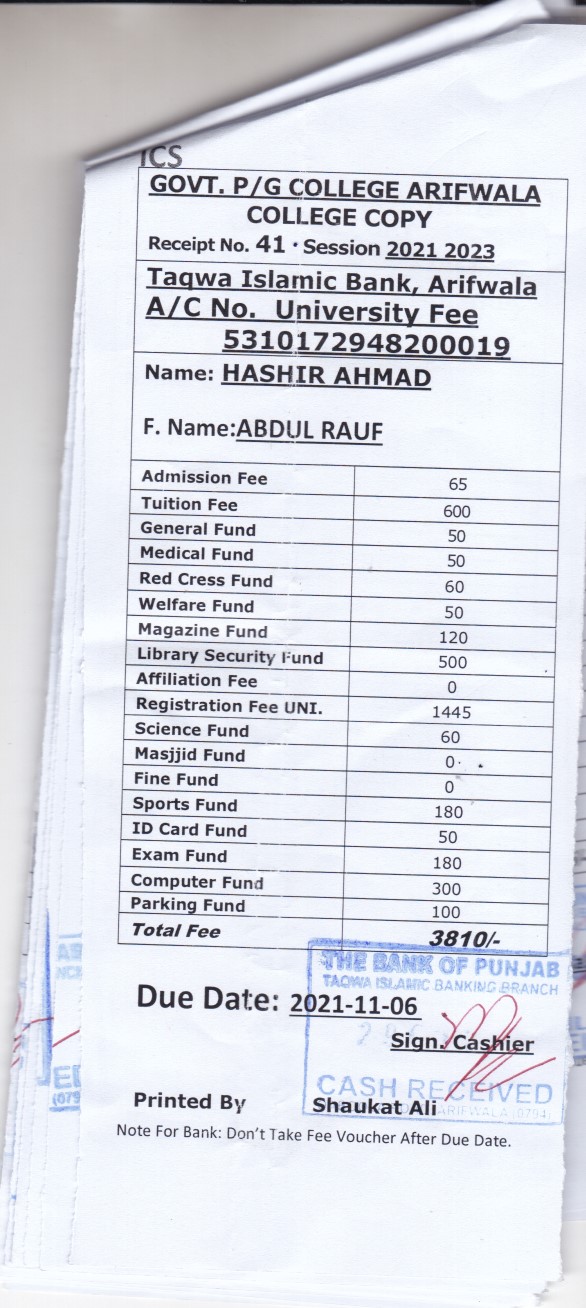 ICS
GOVT. P/G COLLEGE ARIFWALA
COLLEGE COPY
Receipt No. 41 · Session 2021 2023
Taqwa Islamic Bank, Arifwala
A/C No. University Fee
5310172948200019
Name: HASHIR AHMAD
F. Name:ABDUL RAUF
Admission Fee 65
Tuition Fee 600
General Fund 50
Medical Fund 50
Red Cress Fund 60
Welfare Fund 50
Magazine Fund 120
Library Security Fund 500
Affiliation Fee 0
Registration Fee UNI. 1445
Science Fund 60
Masjjid Fund 0
Fine Fund 0
Sports Fund 180
ID Card Fund 50
Exam Fund 180
Computer Fund 300
Parking Fund 100
Total Fee 3810/-
THE BANK OF PUNJAB
TAQWA ISLAMIC BANKING BRANCH
Due Date: 2021-11-06
Sign. Cashier
CASH RECEIVED
Printed By Shaukat Ali
ARIFWALA (0794)
Note For Bank: Don't Take Fee Voucher After Due Date.